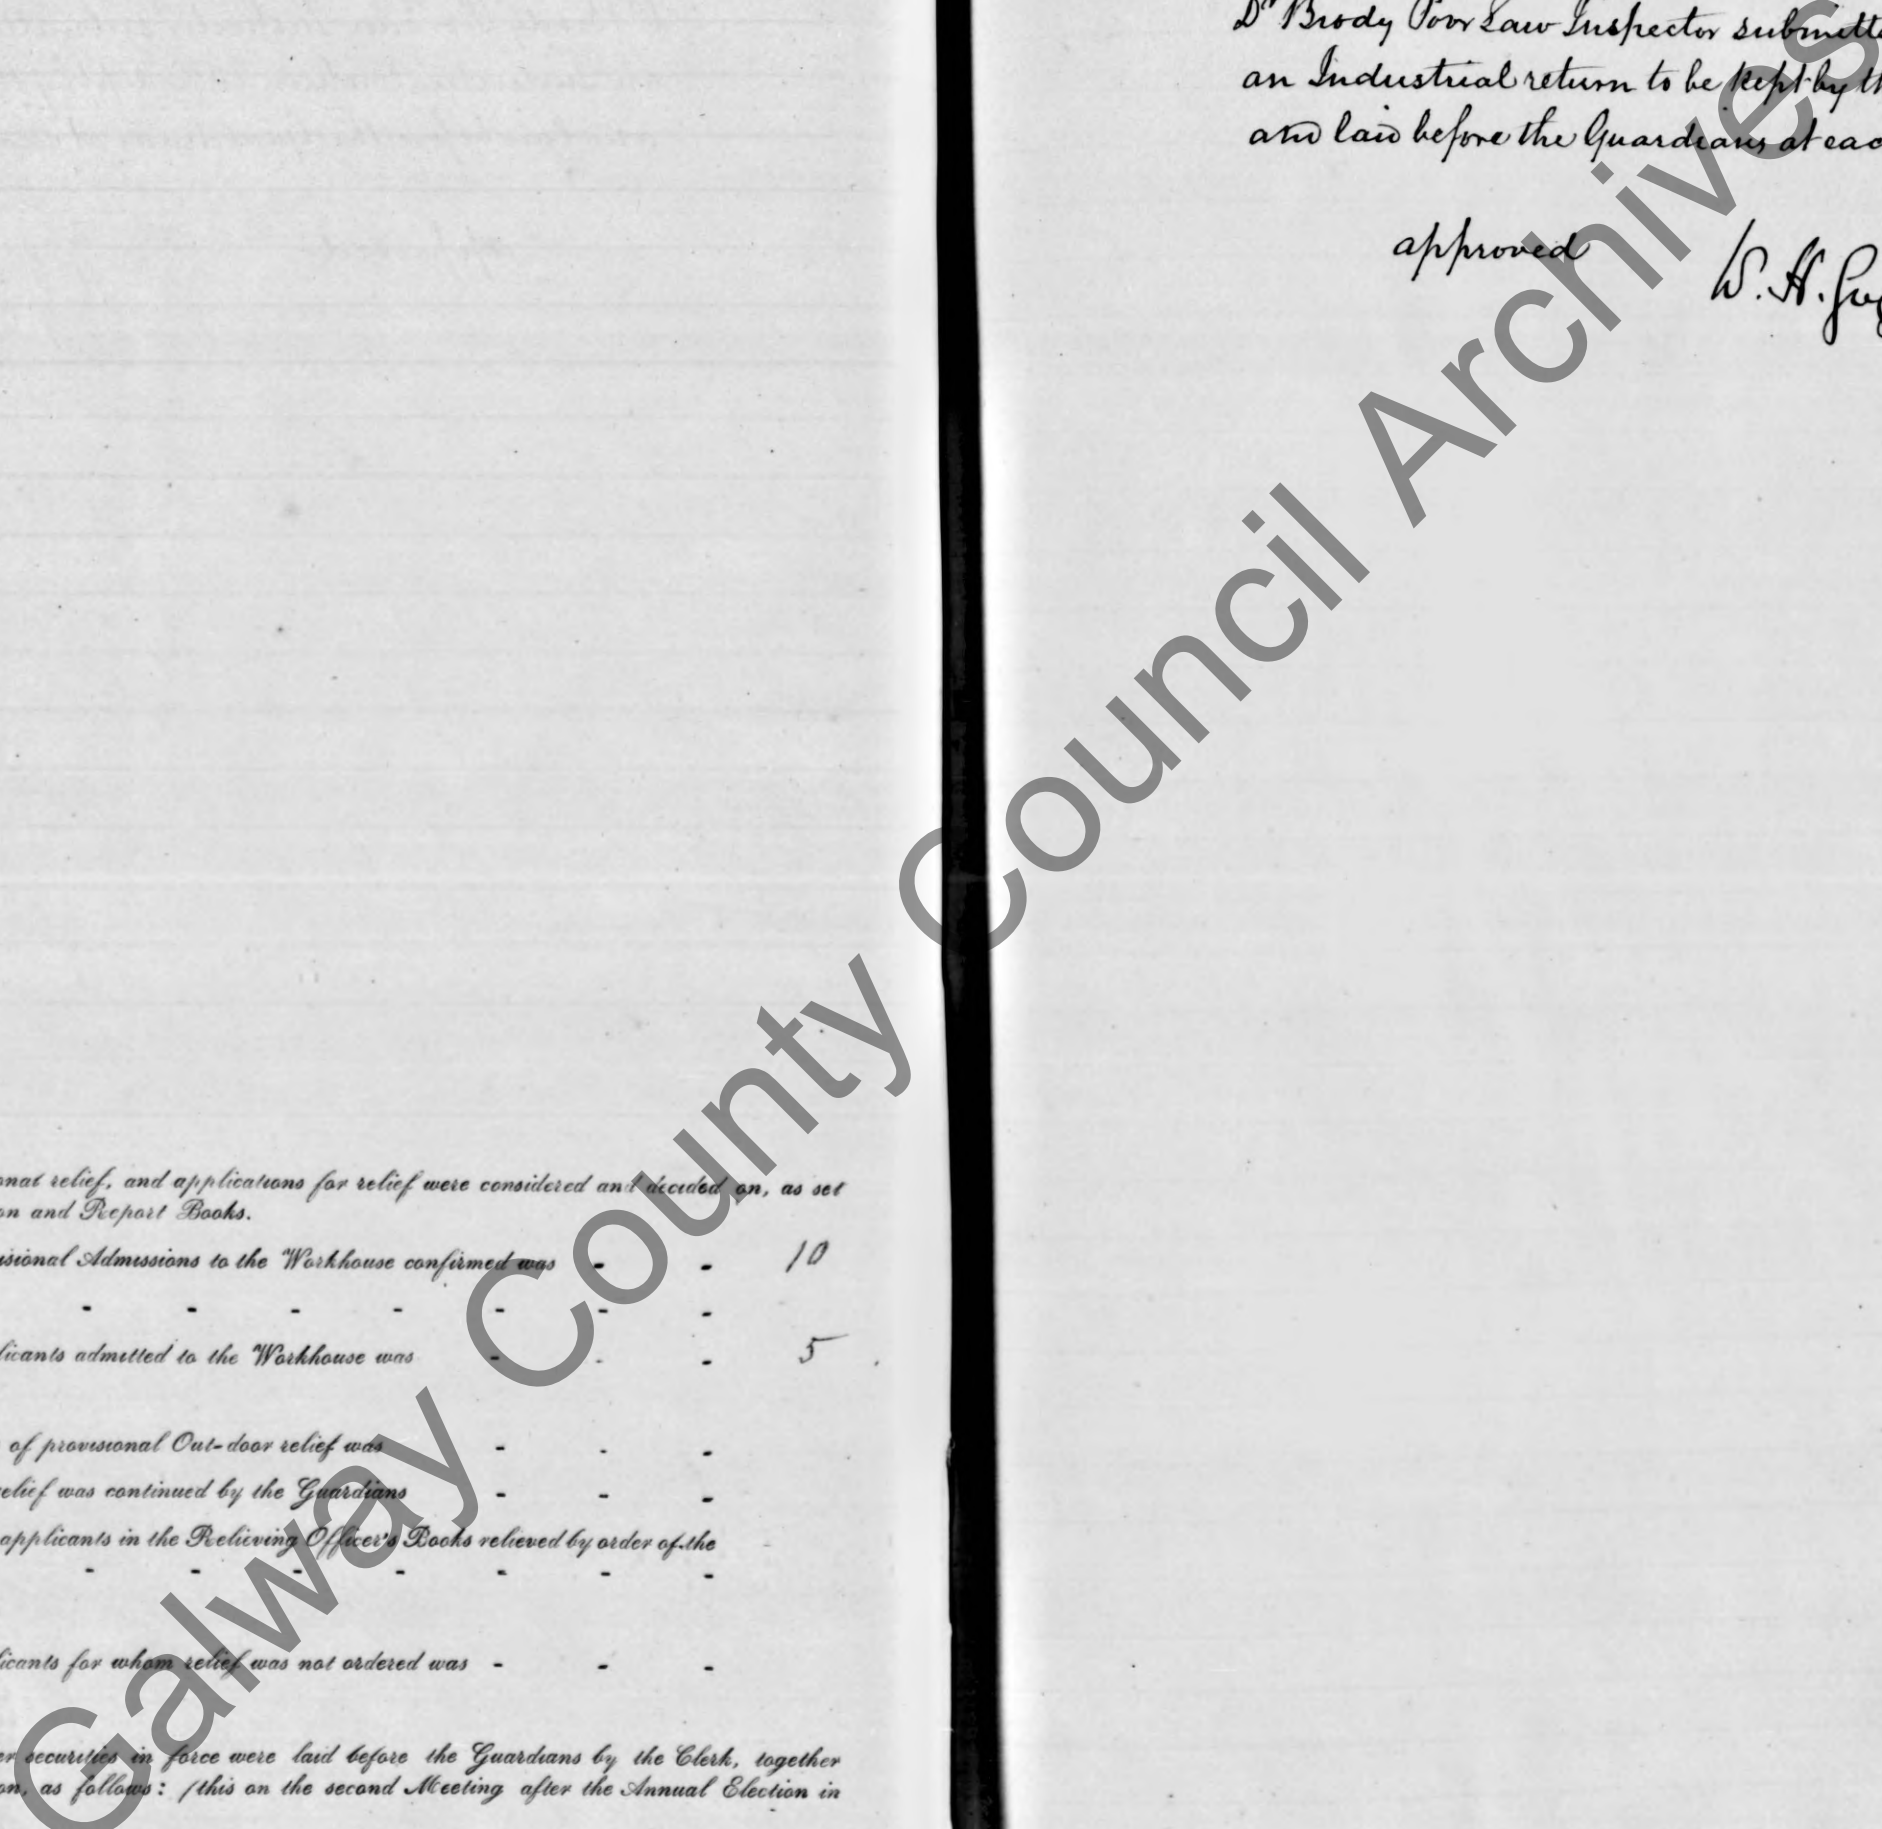 onal relief, and applications for relief were considered and decided on, as set
on and Report Books.
isional Admissions to the Workhouse confirmed was - - 10
- - - - - - -
licants admitted to the Workhouse was - - - 5
of provisional Out-door relief was - - -
relief was continued by the Guardians - - -
applicants in the Relieving Officer's Books relieved by order of the
- - - - - - -
licants for whom relief was not ordered was - - -
er securities in force were laid before the Guardians by the Clerk, together
on, as follows: (this on the second Meeting after the Annual Election in
Dr Brody Poor Law Inspector submitte
an Industrial return to be kept by th
and laid before the Guardians at eac
approved
W. H. Gre
Galway County Council Archives